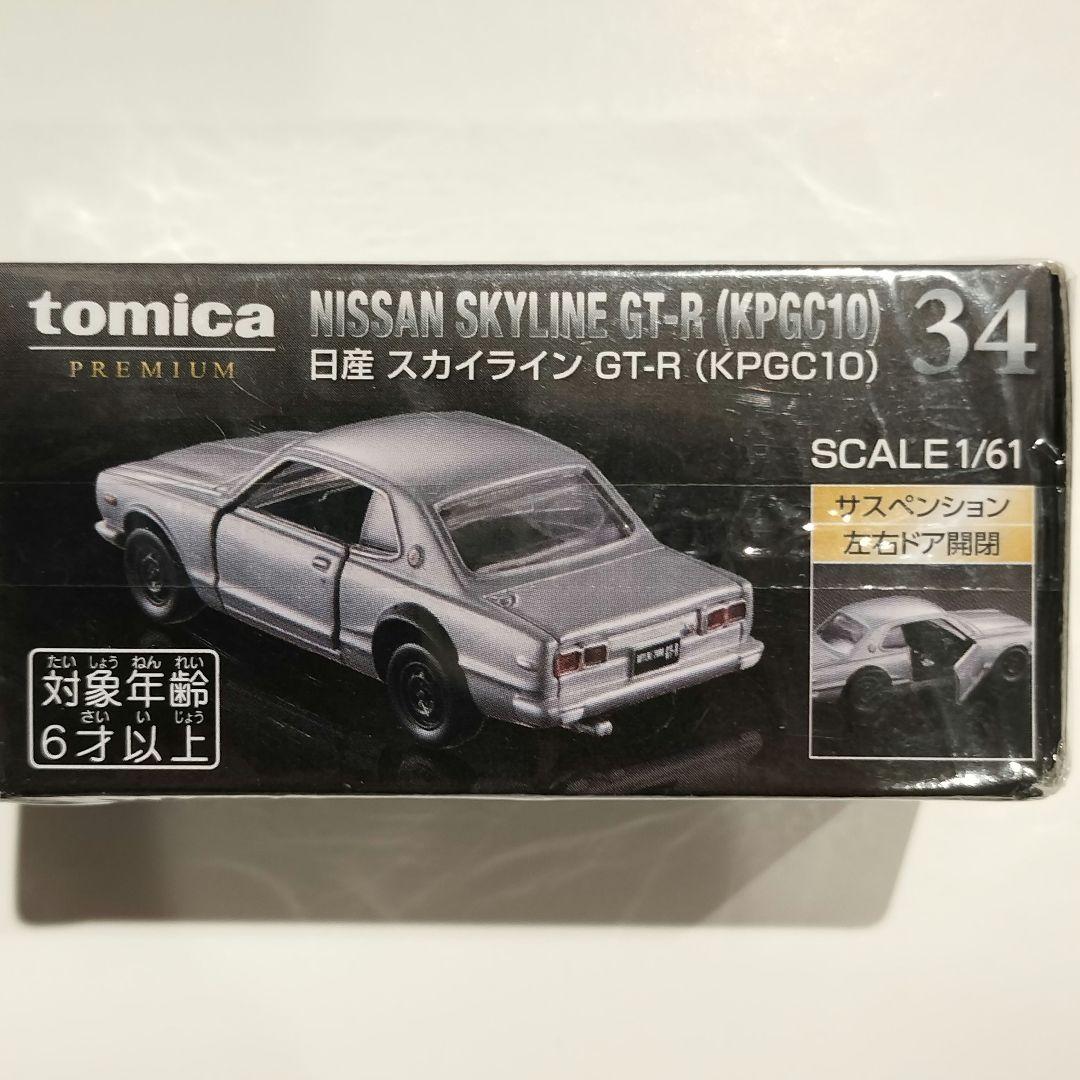 tomica
PREMIUM
NISSAN SKYLINE GT-R (KPGC10)
日産 スカイライン GT-R (KPGC10)
34
SCALE 1/61
サスペンション
左右ドア開閉
たい しょう ねん れい
対象年齢
さい い じょう
6才以上